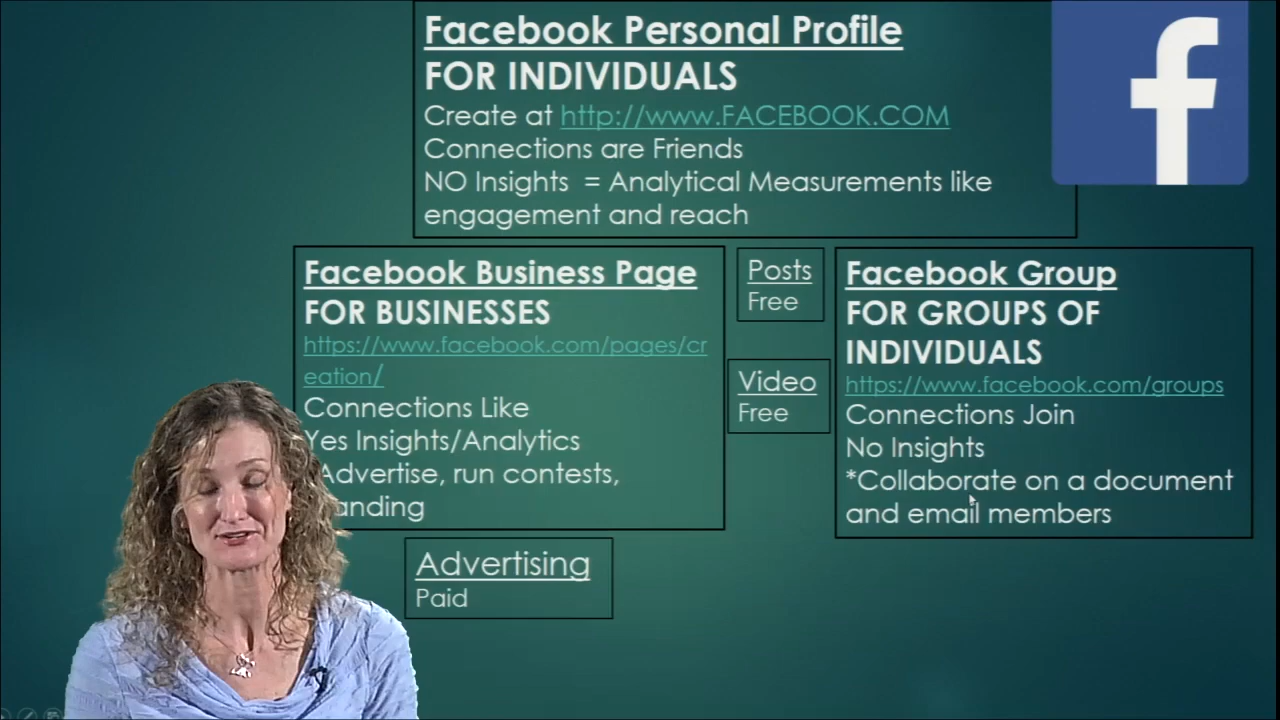 Facebook Personal Profile
FOR INDIVIDUALS
Create at http://www.FACEBOOK.COM
Connections are Friends
NO Insights = Analytical Measurements like
engagement and reach
f
Facebook Business Page
FOR BUSINESSES
https://www.facebook.com/pages/cr
eation/
Connections Like
Yes Insights/Analytics
Advertise, run contests,
anding
Posts
Free
Video
Free
Facebook Group
FOR GROUPS OF
INDIVIDUALS
https://www.facebook.com/groups
Connections Join
No Insights
*Collaborate on a document
and email members
Advertising
Paid